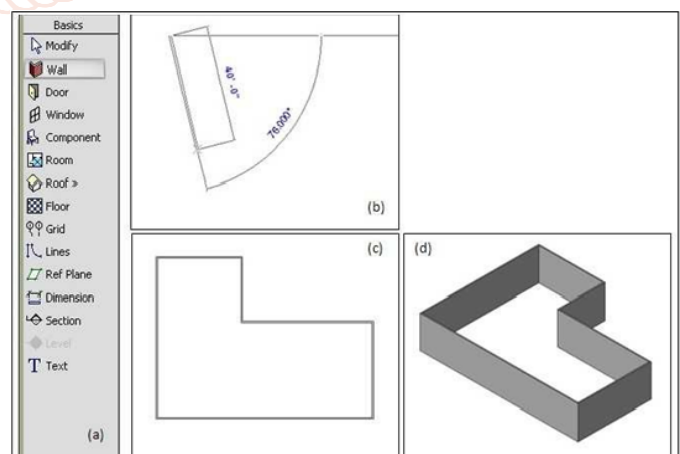 Basics
Modify
Wall
Door
Window
Component
Room
Roof »
Floor
Grid
Lines
Ref Plane
Dimension
Section
Level
T Text
(a)
40' -0"
76.000°
(b)
(c)
(d)